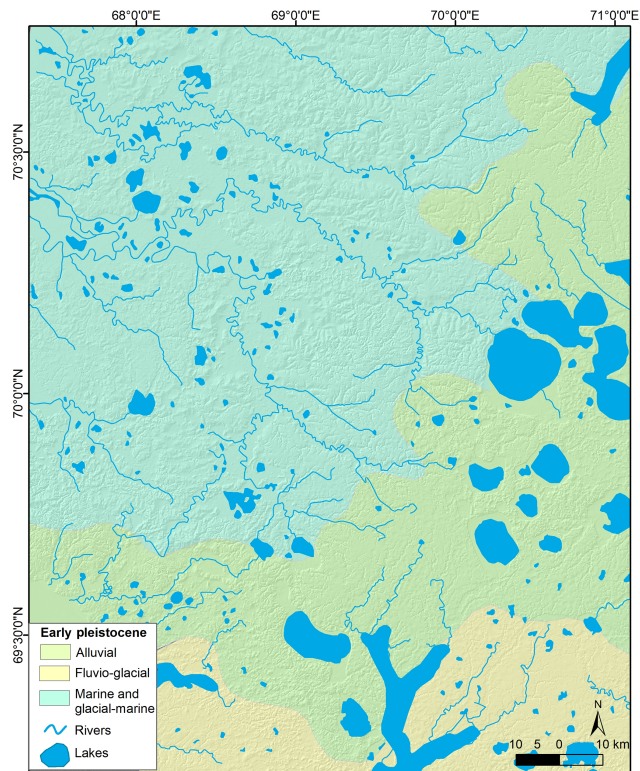 68°0'0"E 69°0'0"E 70°0'0"E 71°0'0"E
70°30'0"N
70°0'0"N
69°30'0"N
Early pleistocene
Alluvial
Fluvio-glacial
Marine and
glacial-marine
Rivers
Lakes
N
10 5 0 10 km